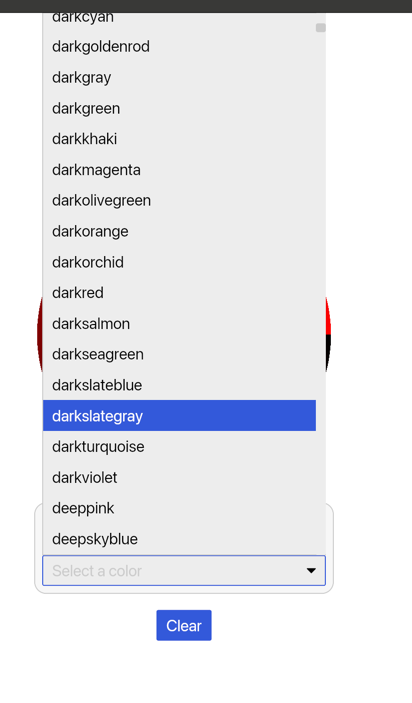 darkcyan
darkgoldenrod
darkgray
darkgreen
darkkhaki
darkmagenta
darkolivegreen
darkorange
darkorchid
darkred
darksalmon
darkseagreen
darkslateblue
darkslategray
darkturquoise
darkviolet
deeppink
deepskyblue
Select a color
Clear